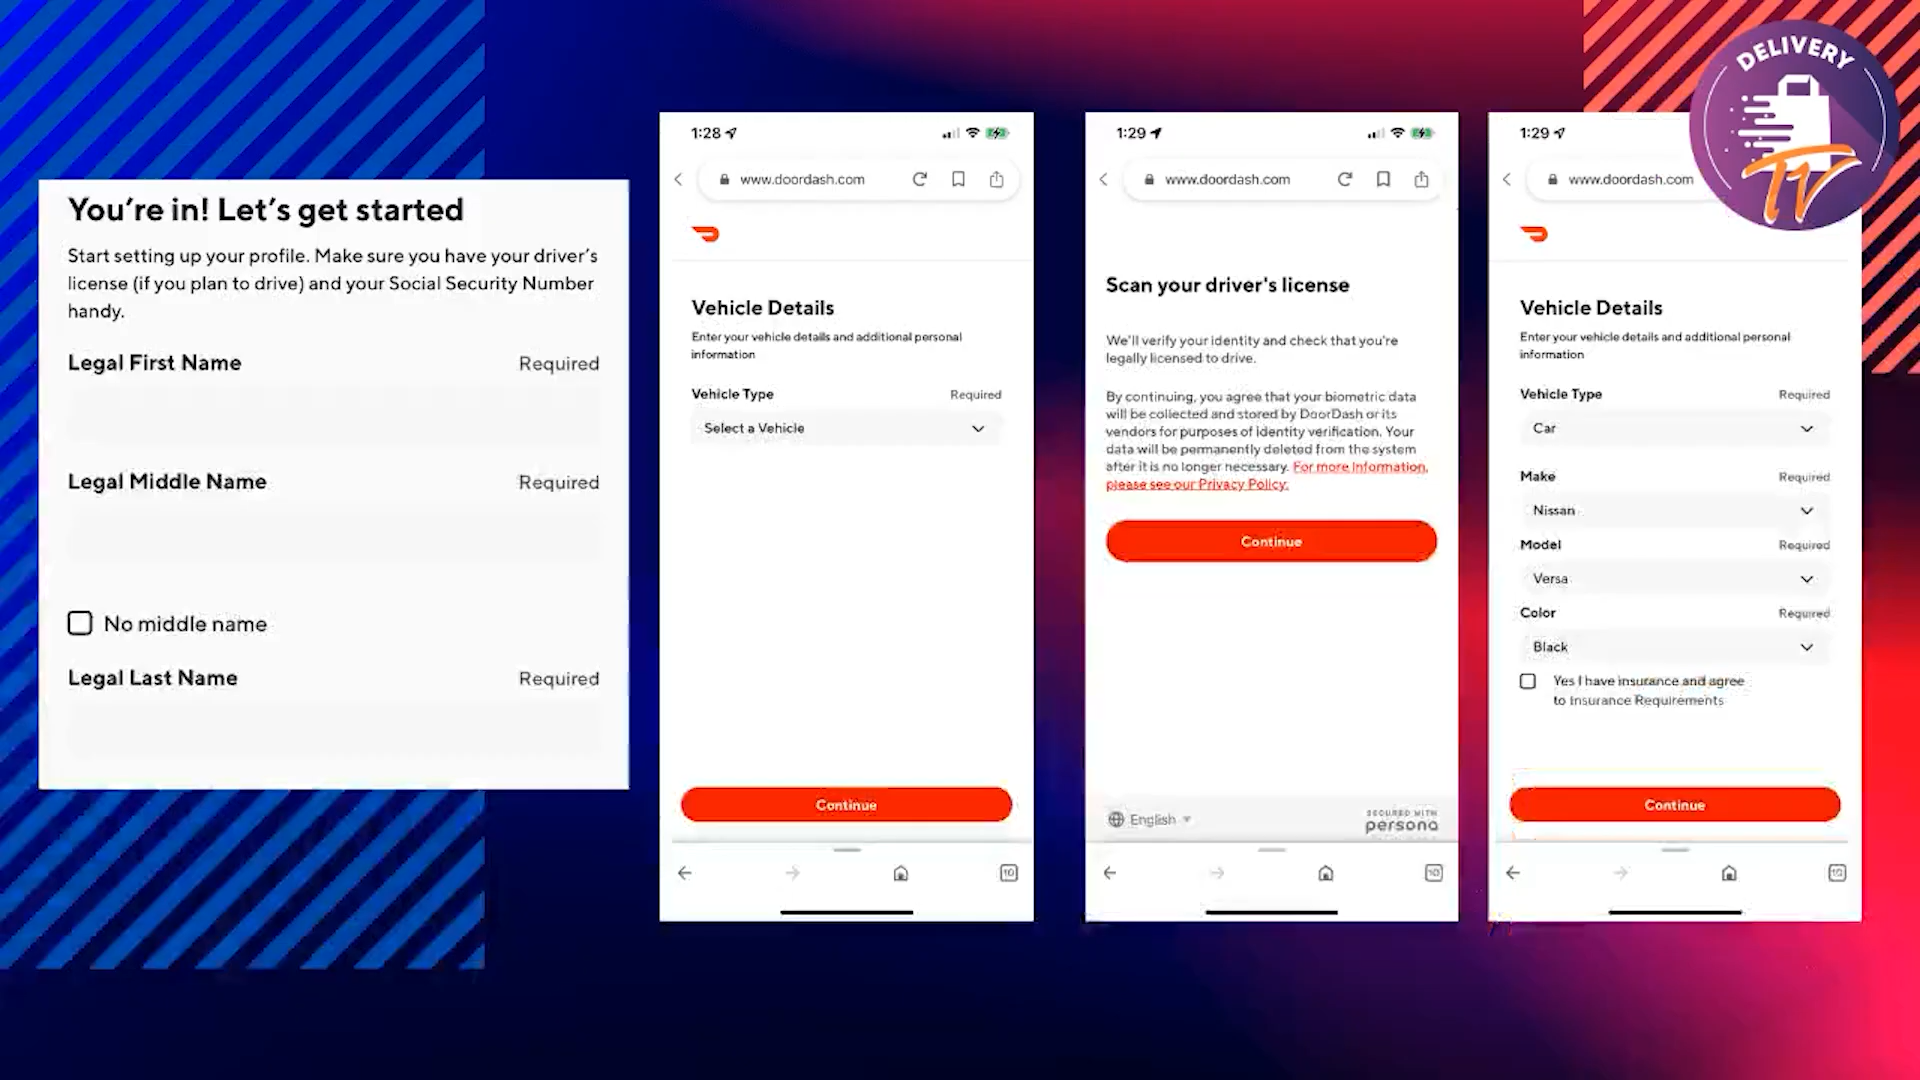 You're in! Let's get started
Start setting up your profile. Make sure you have your driver's
license (if you plan to drive) and your Social Security Number
handy.
Legal First Name Required
Legal Middle Name Required
No middle name
Legal Last Name Required
1:28
www.doordash.com
Vehicle Details
Enter your vehicle details and additional personal
information
Vehicle Type Required
Select a Vehicle
Continue
10
1:29
www.doordash.com
Scan your driver's license
We'll verify your identity and check that you're
legally licensed to drive.
By continuing, you agree that your biometric data
will be collected and stored by DoorDash or its
vendors for purposes of identity verification. Your
data will be permanently deleted from the system
after it is no longer necessary. For more information,
please see our Privacy Policy.
Continue
English
SECURED WITH
persona
10
1:29
www.doordash.com
Vehicle Details
Enter your vehicle details and additional personal
information
Vehicle Type Required
Car
Make Required
Nissan
Model Required
Versa
Color Required
Black
Yes I have insurance and agree
to Insurance Requirements
Continue
10
DELIVERY
TV